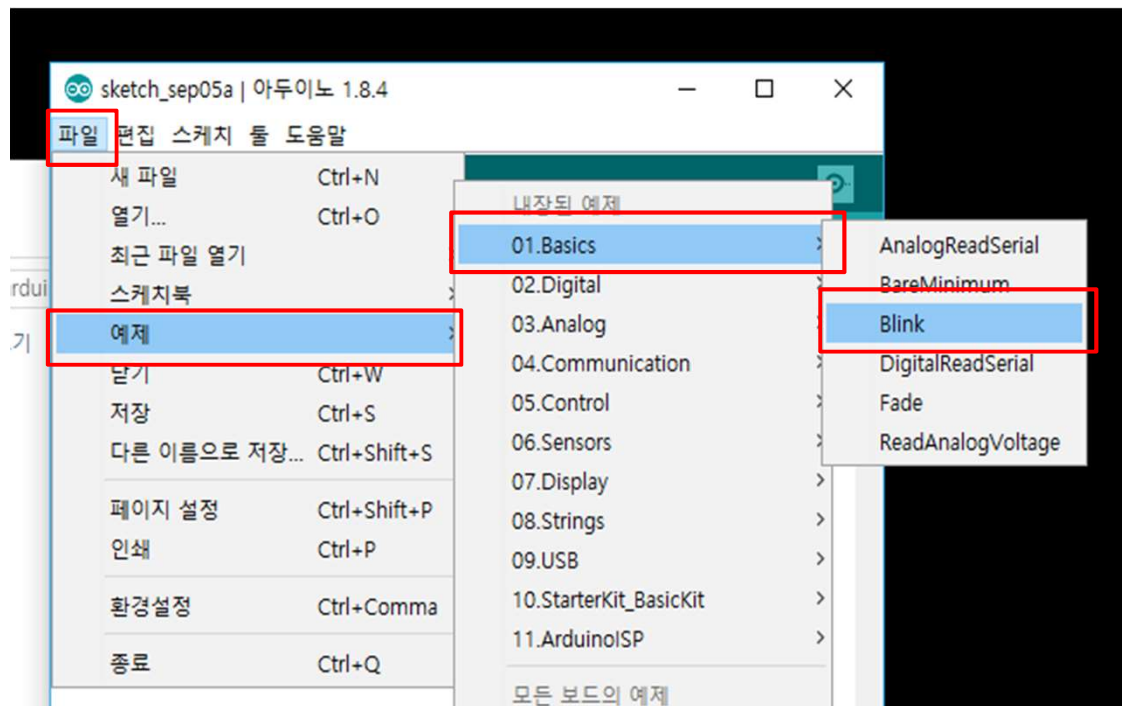 sketch_sep05a | 아두이노 1.8.4
파일 편집 스케치 툴 도움말
새 파일 Ctrl+N
열기... Ctrl+O
최근 파일 열기
스케치북
예제
닫기 Ctrl+W
저장 Ctrl+S
다른 이름으로 저장... Ctrl+Shift+S
페이지 설정 Ctrl+Shift+P
인쇄 Ctrl+P
환경설정 Ctrl+Comma
종료 Ctrl+Q
내장된 예제
01.Basics
02.Digital
03.Analog
04.Communication
05.Control
06.Sensors
07.Display
08.Strings
09.USB
10.StarterKit_BasicKit
11.ArduinoISP
모든 보드의 예제
AnalogReadSerial
BareMinimum
Blink
DigitalReadSerial
Fade
ReadAnalogVoltage